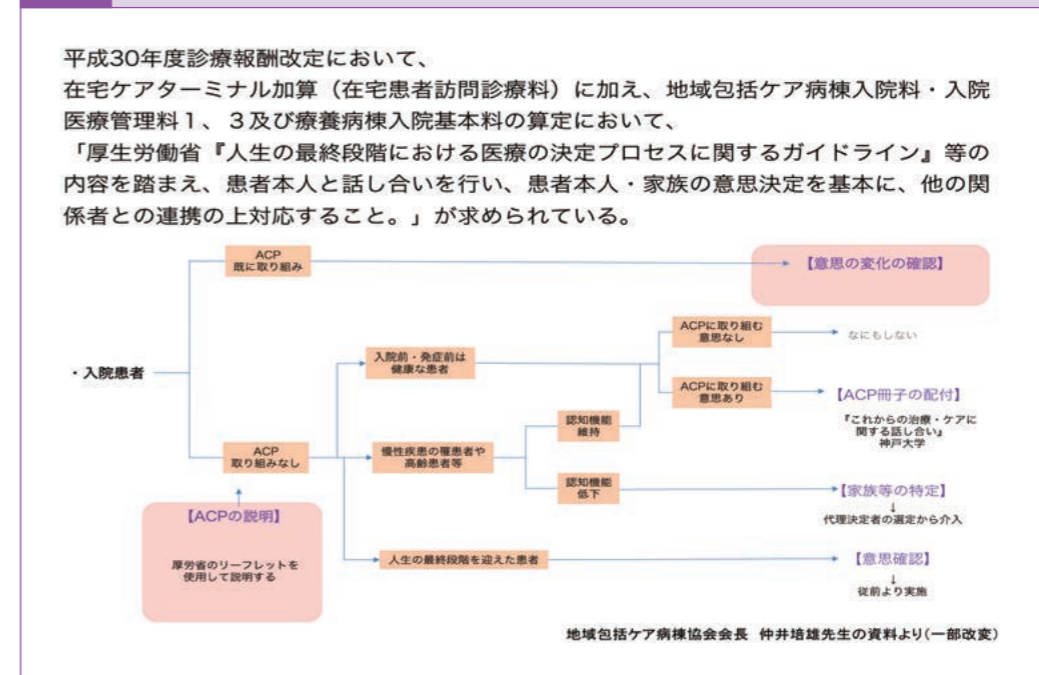 平成30年度診療報酬改定において、
在宅ケアターミナル加算（在宅患者訪問診療料）に加え、地域包括ケア病棟入院料・入院
医療管理料１、３及び療養病棟入院基本料の算定において、
「厚生労働省『人生の最終段階における医療の決定プロセスに関するガイドライン』等の
内容を踏まえ、患者本人と話し合いを行い、患者本人・家族の意思決定を基本に、他の関
係者との連携の上対応すること。」が求められている。
ACP
既に取り組み
【意思の変化の確認】
ACPに取り組む
意思なし
なにもしない
入院前・発症前は
健康な患者
・入院患者
ACPに取り組む
意思あり
【ACP冊子の配付】
『これからの治療・ケアに
関する話し合い』
神戸大学
認知機能
維持
ACP
取り組みなし
慢性疾患の罹患者や
高齢患者等
認知機能
低下
【家族等の特定】
↓
代理決定者の選定から介入
【ACPの説明】
厚労省のリーフレットを
使用して説明する
人生の最終段階を迎えた患者
【意思確認】
↓
従前より実施
地域包括ケア病棟協会会長 仲井培雄先生の資料より（一部改変）